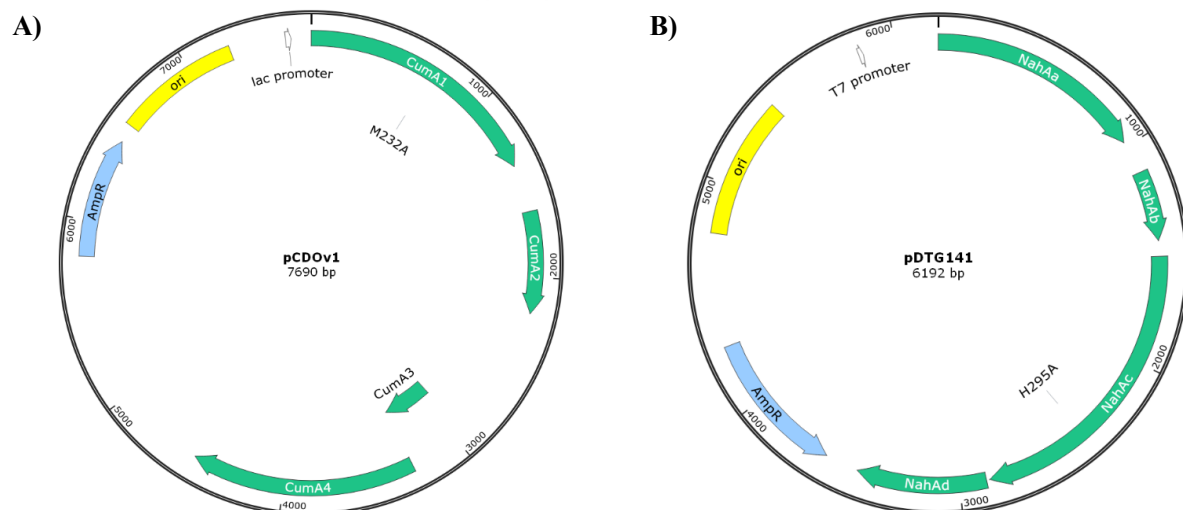 A)
lac promoter
CumA1
1000
M232A
CumA2
2000
CumA3
3000
CumA4
4000
5000
AmpR
6000
ori
7000
pCDOv1
7690 bp
B)
T7 promoter
NahAa
1000
NahAb
NahAc
2000
H295A
NahAd
3000
AmpR
4000
ori
5000
6000
pDTG141
6192 bp